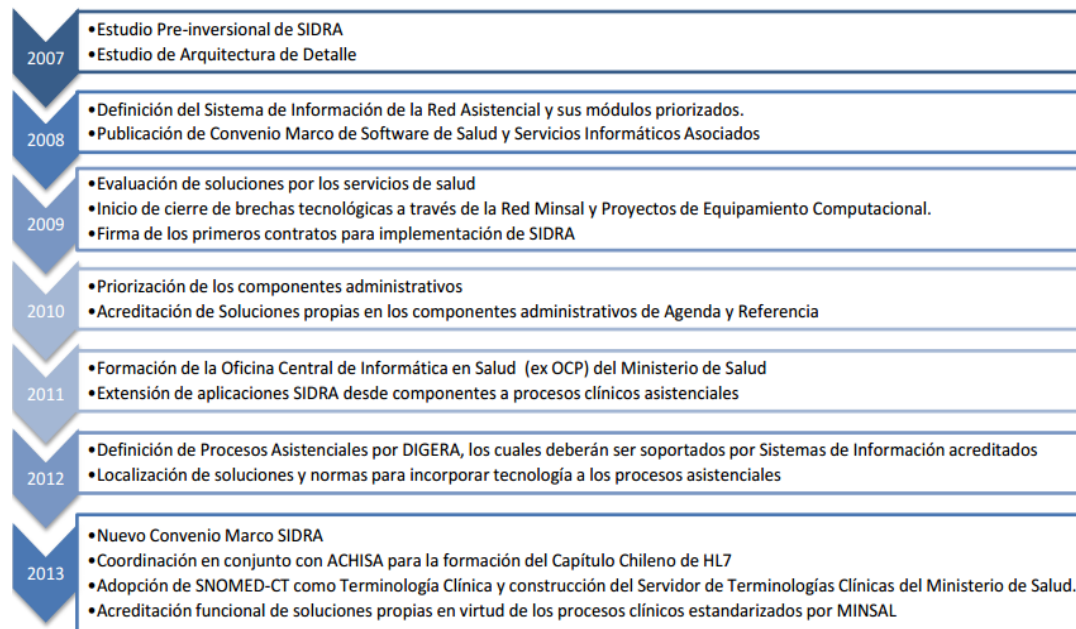 2007
•Estudio Pre-inversional de SIDRA
•Estudio de Arquitectura de Detalle
2008
•Definición del Sistema de Información de la Red Asistencial y sus módulos priorizados.
•Publicación de Convenio Marco de Software de Salud y Servicios Informáticos Asociados
2009
•Evaluación de soluciones por los servicios de salud
•Inicio de cierre de brechas tecnológicas a través de la Red Minsal y Proyectos de Equipamiento Computacional.
•Firma de los primeros contratos para implementación de SIDRA
2010
•Priorización de los componentes administrativos
•Acreditación de Soluciones propias en los componentes administrativos de Agenda y Referencia
2011
•Formación de la Oficina Central de Informática en Salud (ex OCP) del Ministerio de Salud
•Extensión de aplicaciones SIDRA desde componentes a procesos clínicos asistenciales
2012
•Definición de Procesos Asistenciales por DIGERA, los cuales deberán ser soportados por Sistemas de Información acreditados
•Localización de soluciones y normas para incorporar tecnología a los procesos asistenciales
2013
•Nuevo Convenio Marco SIDRA
•Coordinación en conjunto con ACHISA para la formación del Capítulo Chileno de HL7
•Adopción de SNOMED-CT como Terminología Clínica y construcción del Servidor de Terminologías Clínicas del Ministerio de Salud.
•Acreditación funcional de soluciones propias en virtud de los procesos clínicos estandarizados por MINSAL